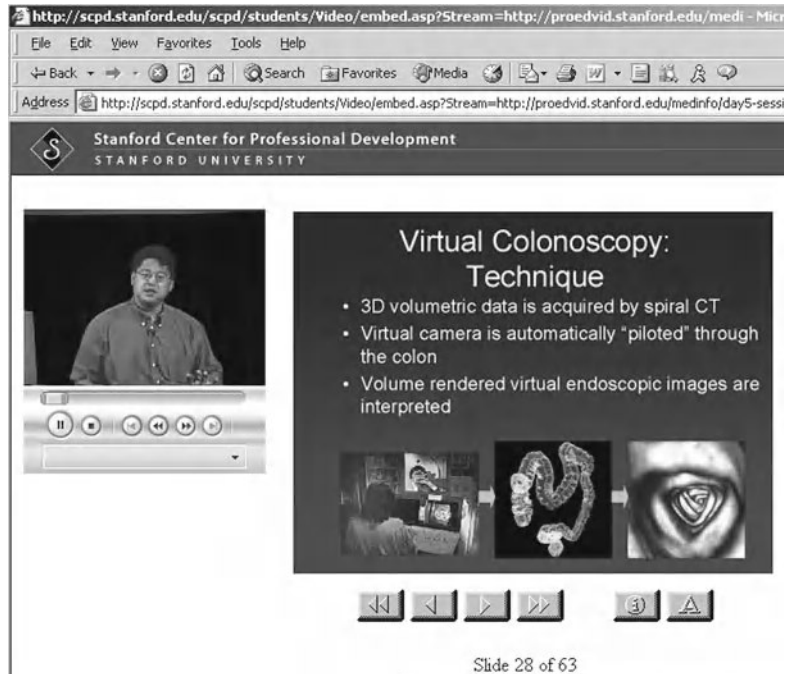 http://scpd.stanford.edu/scpd/students/Video/embed.asp?Stream=http://proedvid.stanford.edu/medi - Micr
File Edit View Favorites Tools Help
Back Search Favorites Media
Address http://scpd.stanford.edu/scpd/students/Video/embed.asp?Stream=http://proedvid.stanford.edu/medinfo/day5-sessi
S
Stanford Center for Professional Development
STANFORD UNIVERSITY
Virtual Colonoscopy:
Technique
• 3D volumetric data is acquired by spiral CT
• Virtual camera is automatically “piloted” through
the colon
• Volume rendered virtual endoscopic images are
interpreted
Slide 28 of 63